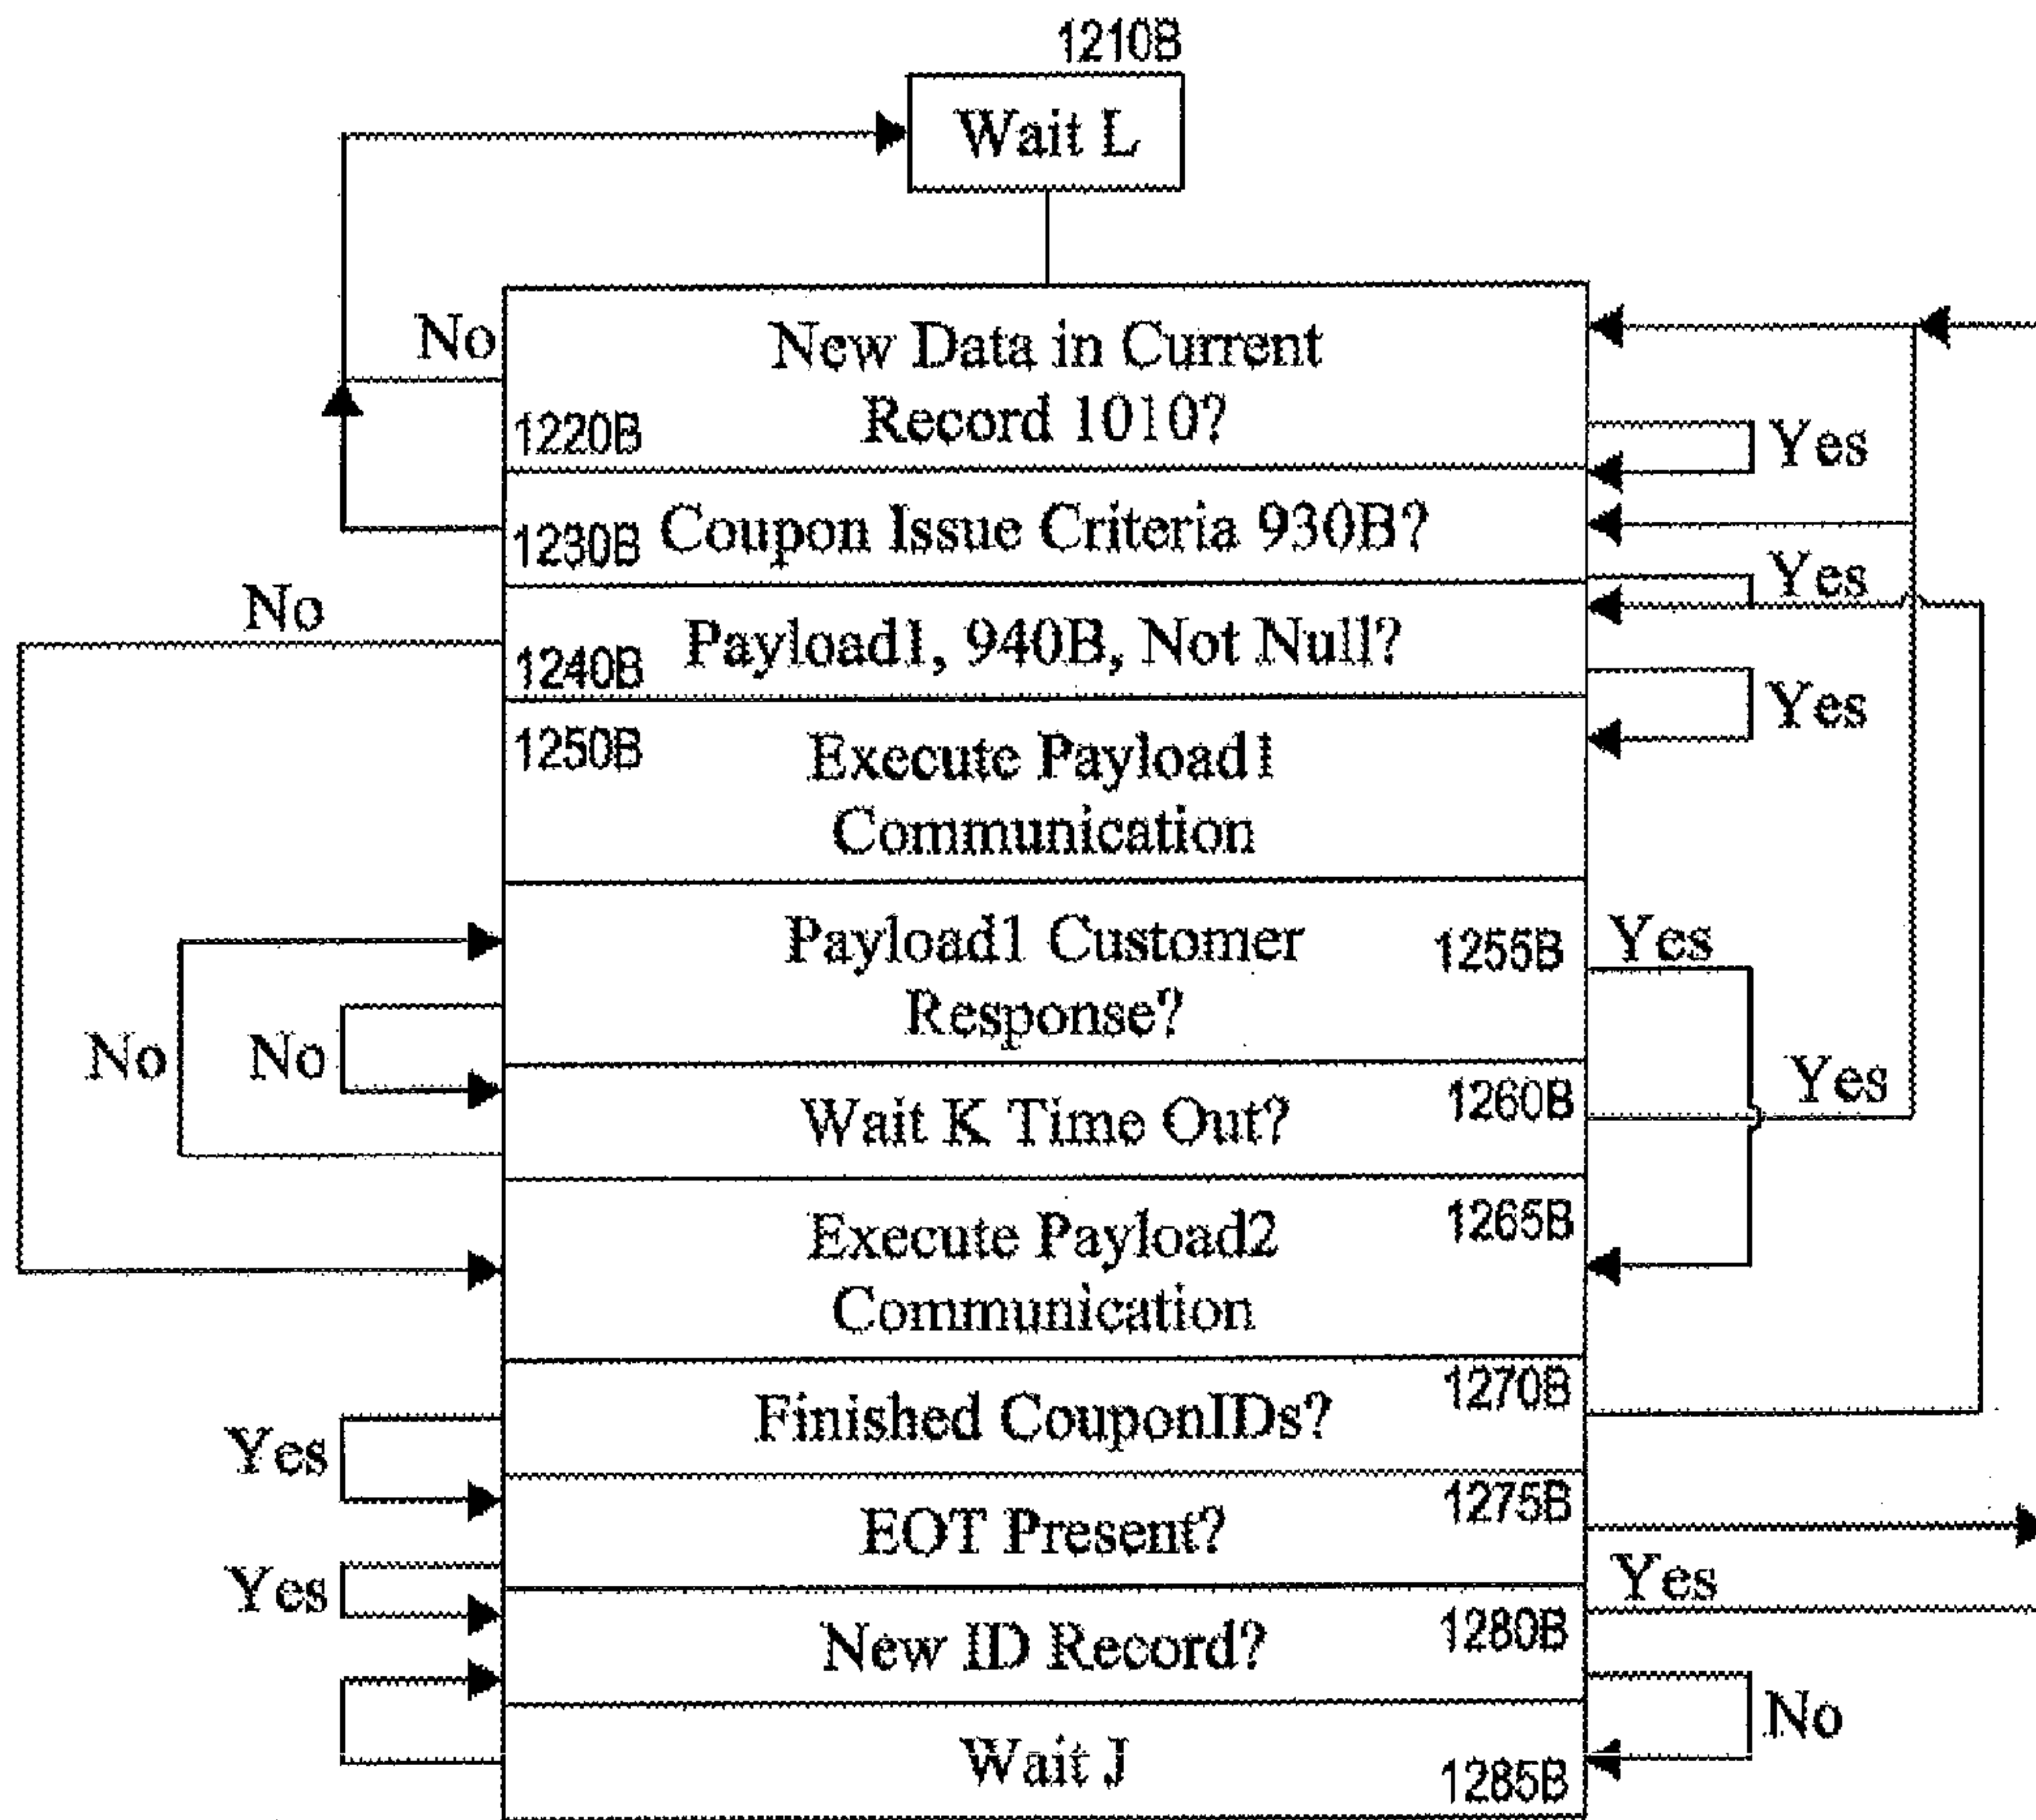 1210B
Wait L
No
New Data in Current
Record 1010?
1220B
Yes
1230B
Coupon Issue Criteria 930B?
Yes
No
1240B
Payload1, 940B, Not Null?
Yes
1250B
Execute Payload1
Communication
Payload1 Customer
Response?
1255B
Yes
No
No
Wait K Time Out?
1260B
Yes
Execute Payload2
Communication
1265B
Finished CouponIDs?
1270B
Yes
EOT Present?
1275B
Yes
New ID Record?
1280B
Yes
No
Wait J
1285B